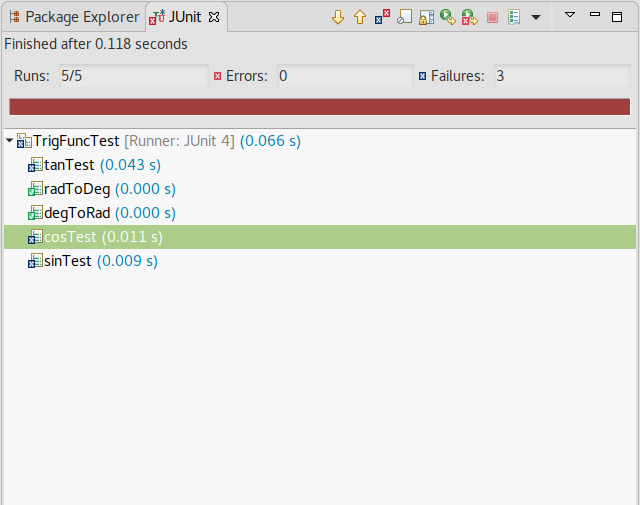 Package Explorer JUnit
Finished after 0.118 seconds
Runs: 5/5 Errors: 0 Failures: 3
TrigFuncTest [Runner: JUnit 4] (0.066 s)
tanTest (0.043 s)
radToDeg (0.000 s)
degToRad (0.000 s)
cosTest (0.011 s)
sinTest (0.009 s)